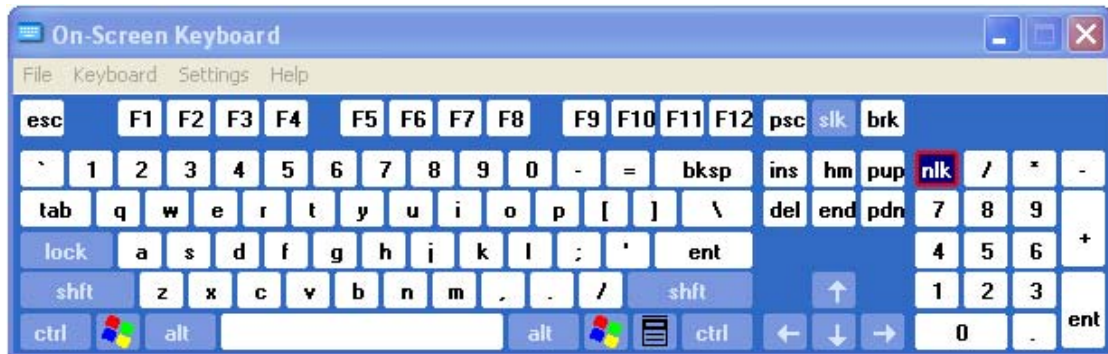 On-Screen Keyboard
File Keyboard Settings Help
esc F1 F2 F3 F4 F5 F6 F7 F8 F9 F10 F11 F12 psc slk brk
` 1 2 3 4 5 6 7 8 9 0 - = bksp ins hm pup nlk / * -
tab q w e r t y u i o p [ ] \ del end pdn 7 8 9 +
lock a s d f g h j k l ; ' ent 4 5 6
shft z x c v b n m , . / shft ↑ 1 2 3 ent
ctrl alt alt ctrl ← ↓ → 0 .